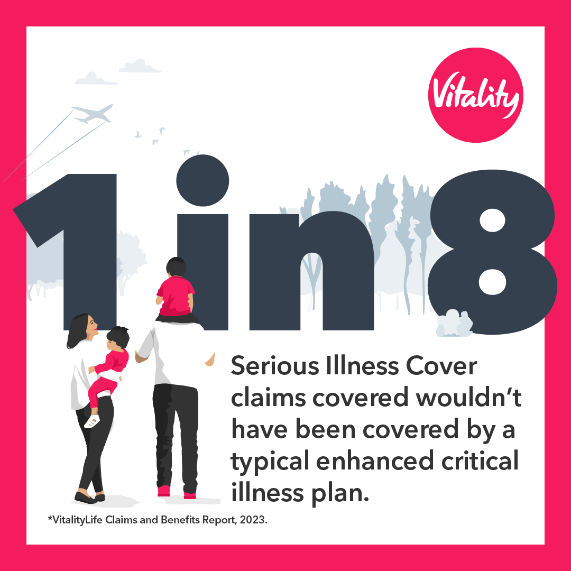 Vitality
1 in 8
Serious Illness Cover
claims covered wouldn't
have been covered by a
typical enhanced critical
illness plan.
*VitalityLife Claims and Benefits Report, 2023.